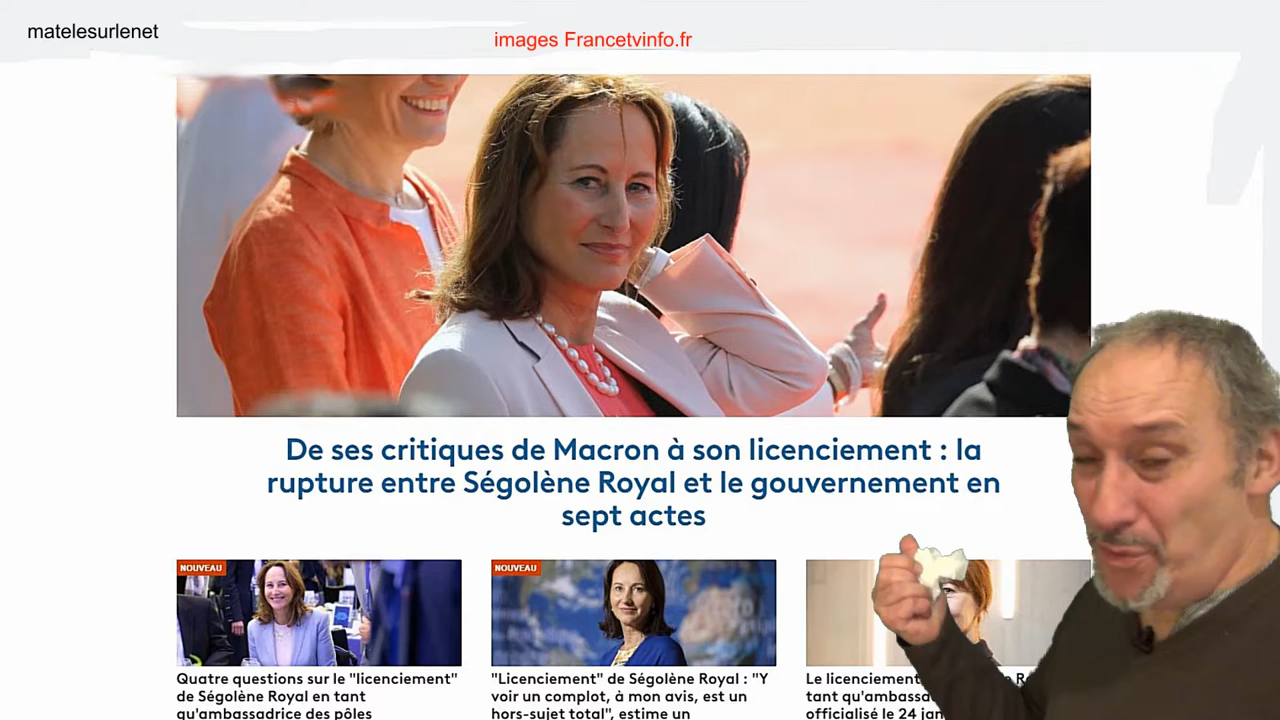 matelesurlenet
images Francetvinfo.fr
De ses critiques de Macron à son licenciement : la
rupture entre Ségolène Royal et le gouvernement en
sept actes
NOUVEAU
NOUVEAU
Quatre questions sur le "licenciement"
de Ségolène Royal en tant
qu'ambassadrice des pôles
"Licenciement" de Ségolène Royal : "Y
voir un complot, à mon avis, est un
hors-sujet total", estime un
Le licenciement
tant
officialisé le 24